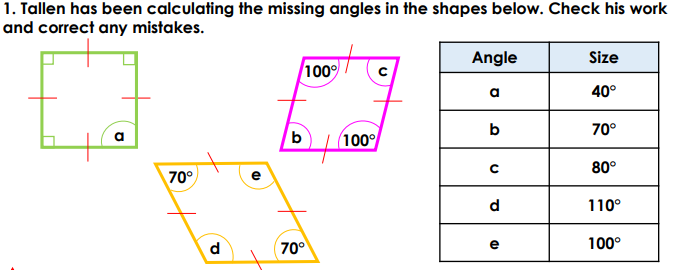 1. Tallen has been calculating the missing angles in the shapes below. Check his work
and correct any mistakes.
a
100°
c
b
100°
70°
e
d
70°
Angle Size
a 40°
b 70°
c 80°
d 110°
e 100°